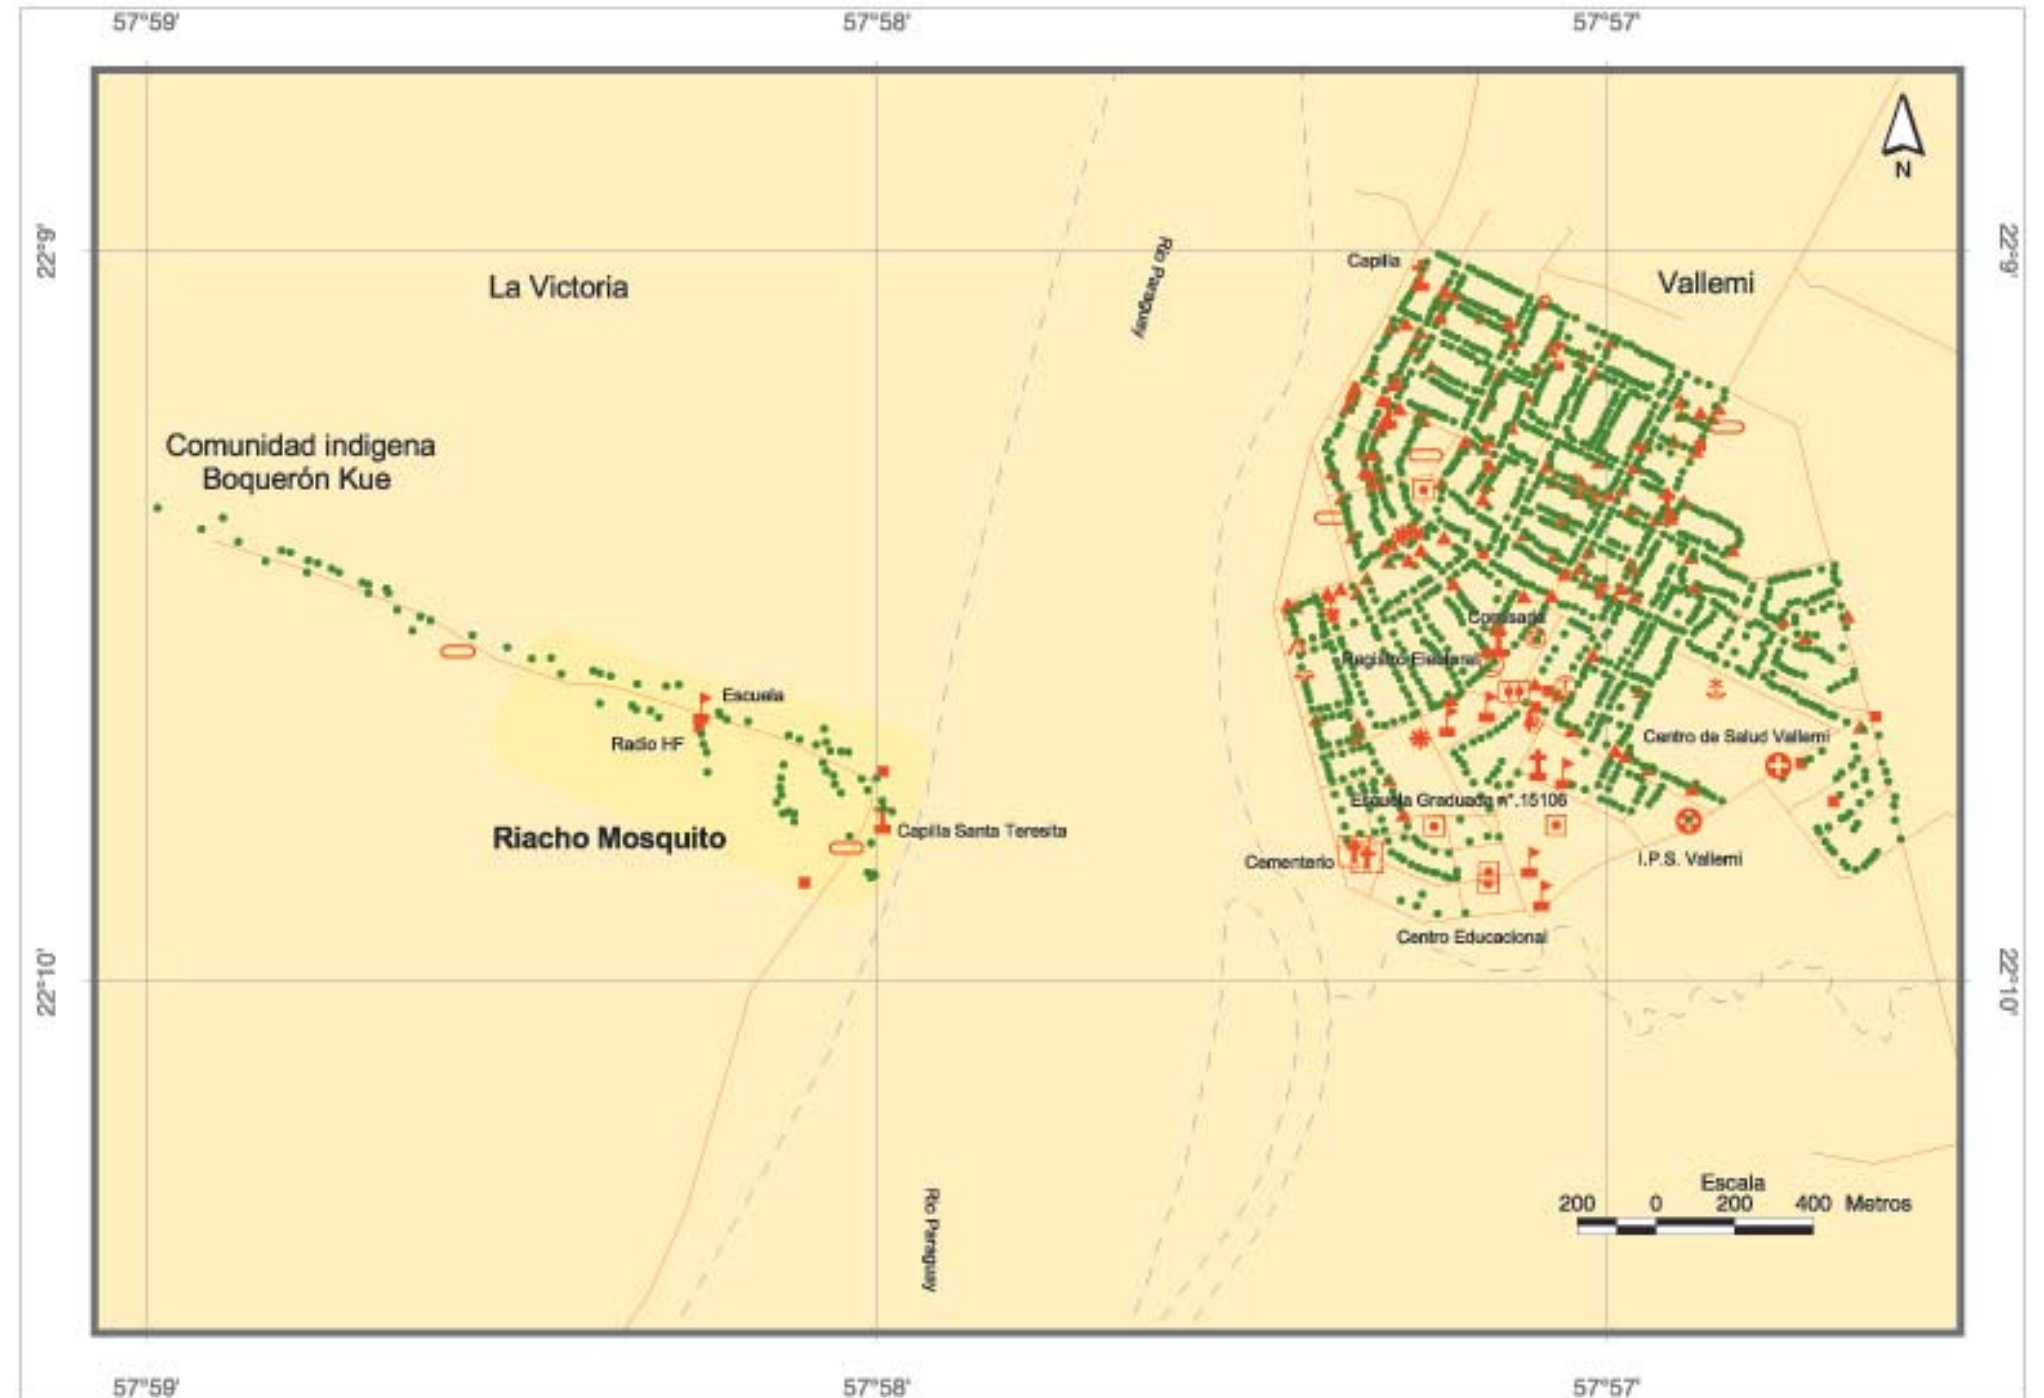 57°59'
57°58'
57°57'
22°9'
22°9'
N
Capilla
Río Paraguay
La Victoria
Vallemi
Comunidad indigena
Boquerón Kue
Comisaria
Registro Electoral
Escuela
Radio HF
Centro de Salud Vallemi
Escuela Graduada n°.15106
Riacho Mosquito
Capilla Santa Teresita
Cementerio
I.P.S. Vallemi
Centro Educacional
22°10'
22°10'
Escala
200 0 200 400 Metros
Río Paraguay
57°59'
57°58'
57°57'